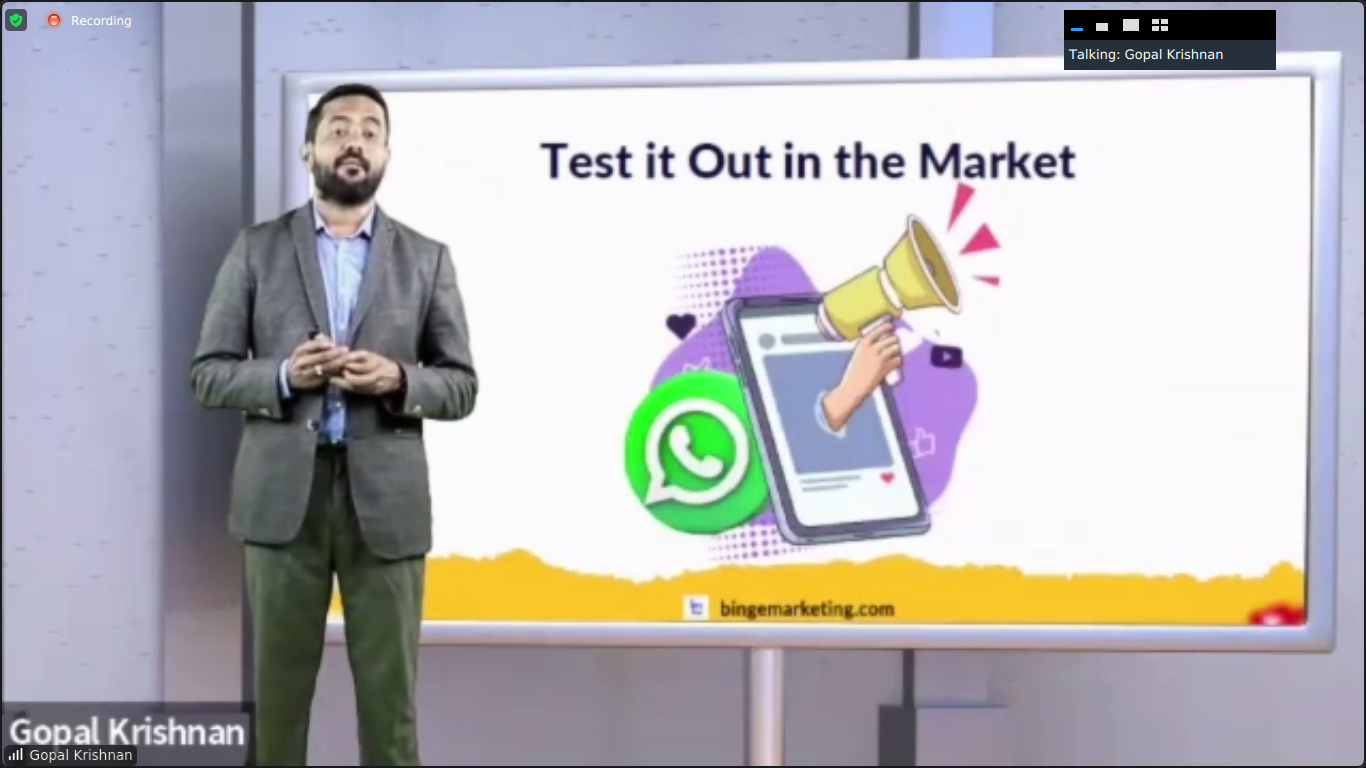 Recording
Talking: Gopal Krishnan
Test it Out in the Market
bingemarketing.com
Gopal Krishnan
Gopal Krishnan